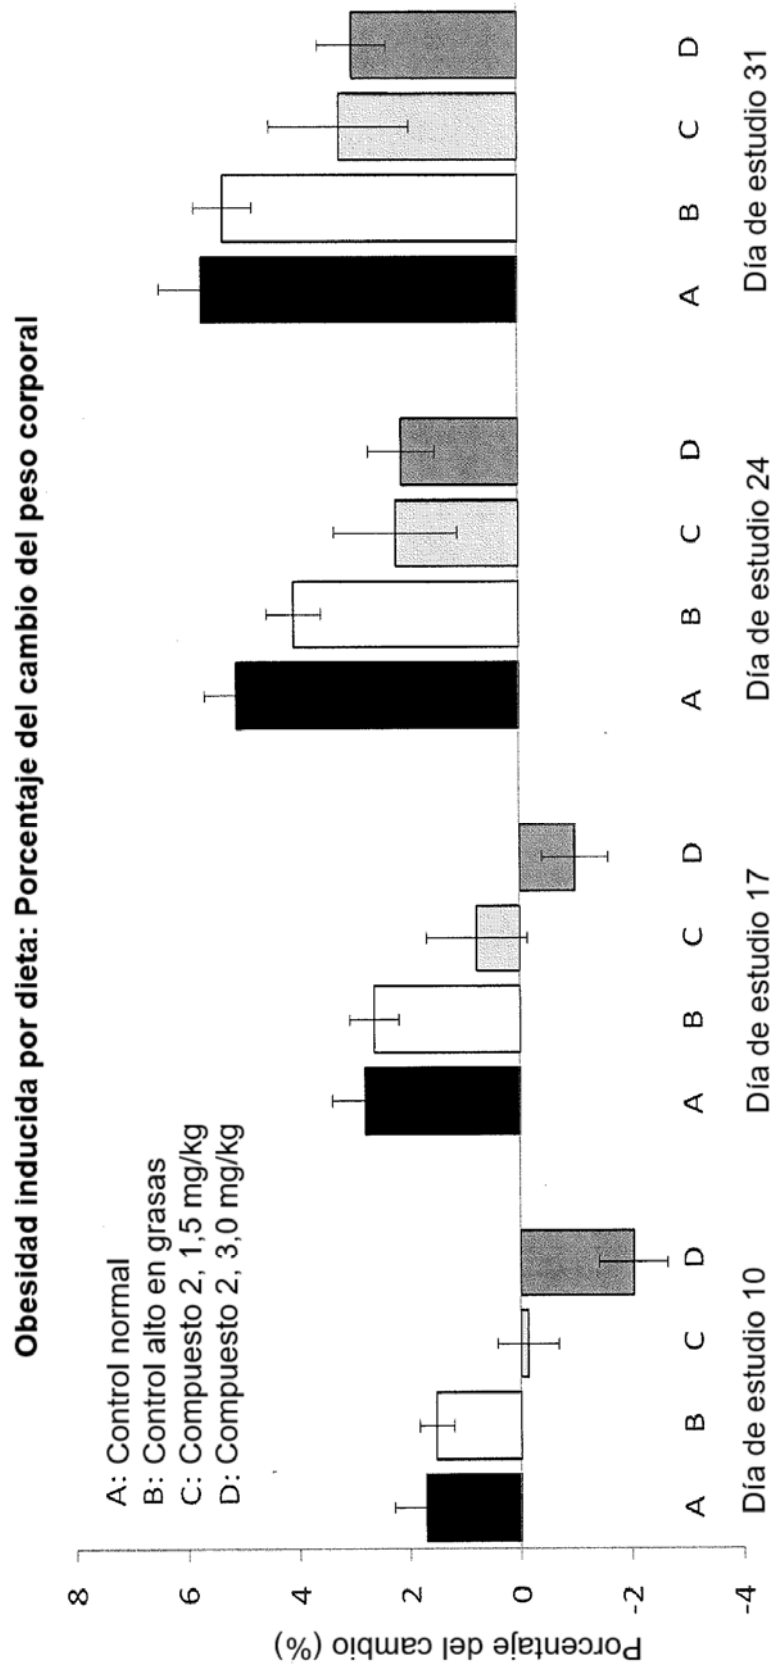 Obesidad inducida por dieta: Porcentaje del cambio del peso corporal
A: Control normal
B: Control alto en grasas
C: Compuesto 2, 1,5 mg/kg
D: Compuesto 2, 3,0 mg/kg
Porcentaje del cambio (%)
8
6
4
2
0
-2
-4
A B C D A B C D A B C D A B C D
Día de estudio 10 Día de estudio 17 Día de estudio 24 Día de estudio 31